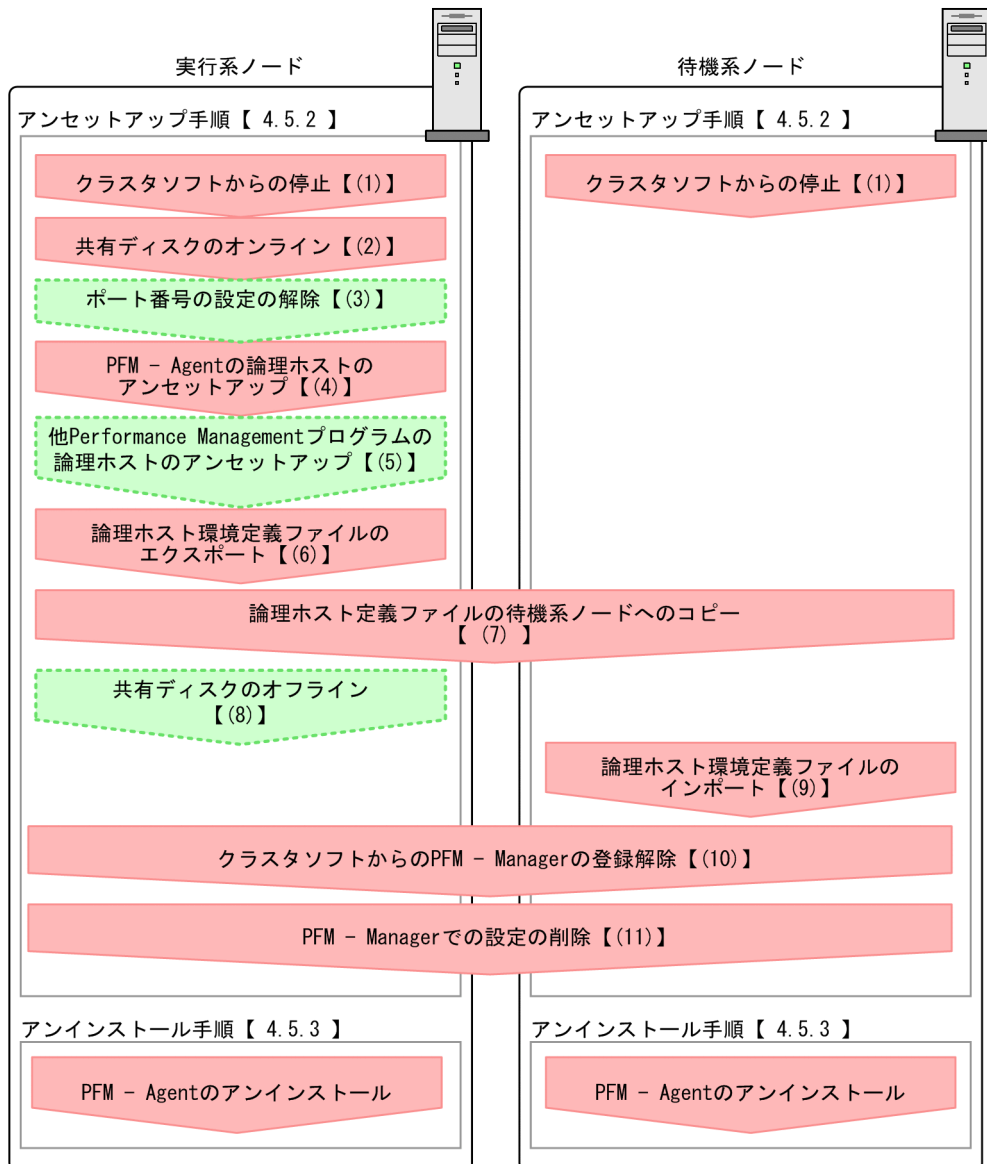 実行系ノード
待機系ノード
アンセットアップ手順【 4.5.2 】
アンセットアップ手順【 4.5.2 】
クラスタソフトからの停止【(1)】
クラスタソフトからの停止【(1)】
共有ディスクのオンライン【(2)】
ポート番号の設定の解除【(3)】
PFM − Agentの論理ホストの
アンセットアップ【(4)】
他Performance Managementプログラムの
論理ホストのアンセットアップ【(5)】
論理ホスト環境定義ファイルの
エクスポート【(6)】
論理ホスト定義ファイルの待機系ノードへのコピー
【 (7) 】
共有ディスクのオフライン
【(8)】
論理ホスト環境定義ファイルの
インポート【(9)】
クラスタソフトからのPFM − Managerの登録解除【(10)】
PFM − Managerでの設定の削除【(11)】
アンインストール手順【 4.5.3 】
アンインストール手順【 4.5.3 】
PFM − Agentのアンインストール
PFM − Agentのアンインストール